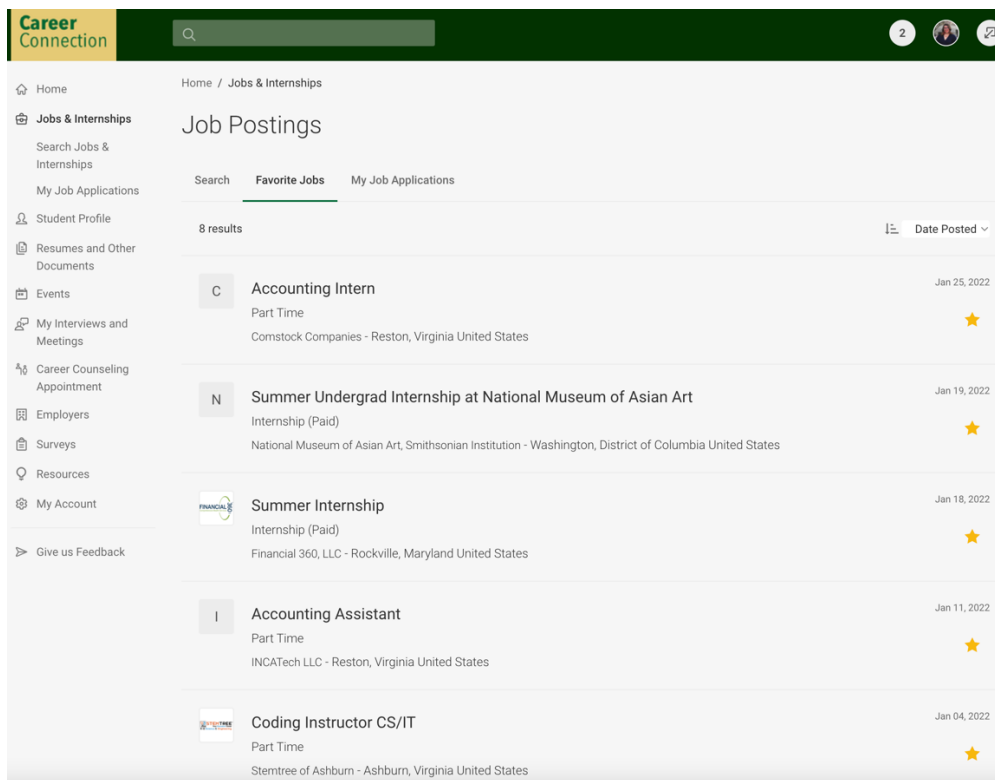 Career
Connection
2
Home
Jobs & Internships
Search Jobs &
Internships
My Job Applications
Student Profile
Resumes and Other
Documents
Events
My Interviews and
Meetings
Career Counseling
Appointment
Employers
Surveys
Resources
My Account
Give us Feedback
Home / Jobs & Internships
Job Postings
Search Favorite Jobs My Job Applications
8 results Date Posted
C
Accounting Intern
Jan 25, 2022
Part Time
Comstock Companies - Reston, Virginia United States
N
Summer Undergrad Internship at National Museum of Asian Art
Jan 19, 2022
Internship (Paid)
National Museum of Asian Art, Smithsonian Institution - Washington, District of Columbia United States
FINANCIAL
Summer Internship
Jan 18, 2022
Internship (Paid)
Financial 360, LLC - Rockville, Maryland United States
I
Accounting Assistant
Jan 11, 2022
Part Time
INCATech LLC - Reston, Virginia United States
STEMTREE
Coding Instructor CS/IT
Jan 04, 2022
Part Time
Stemtree of Ashburn - Ashburn, Virginia United States